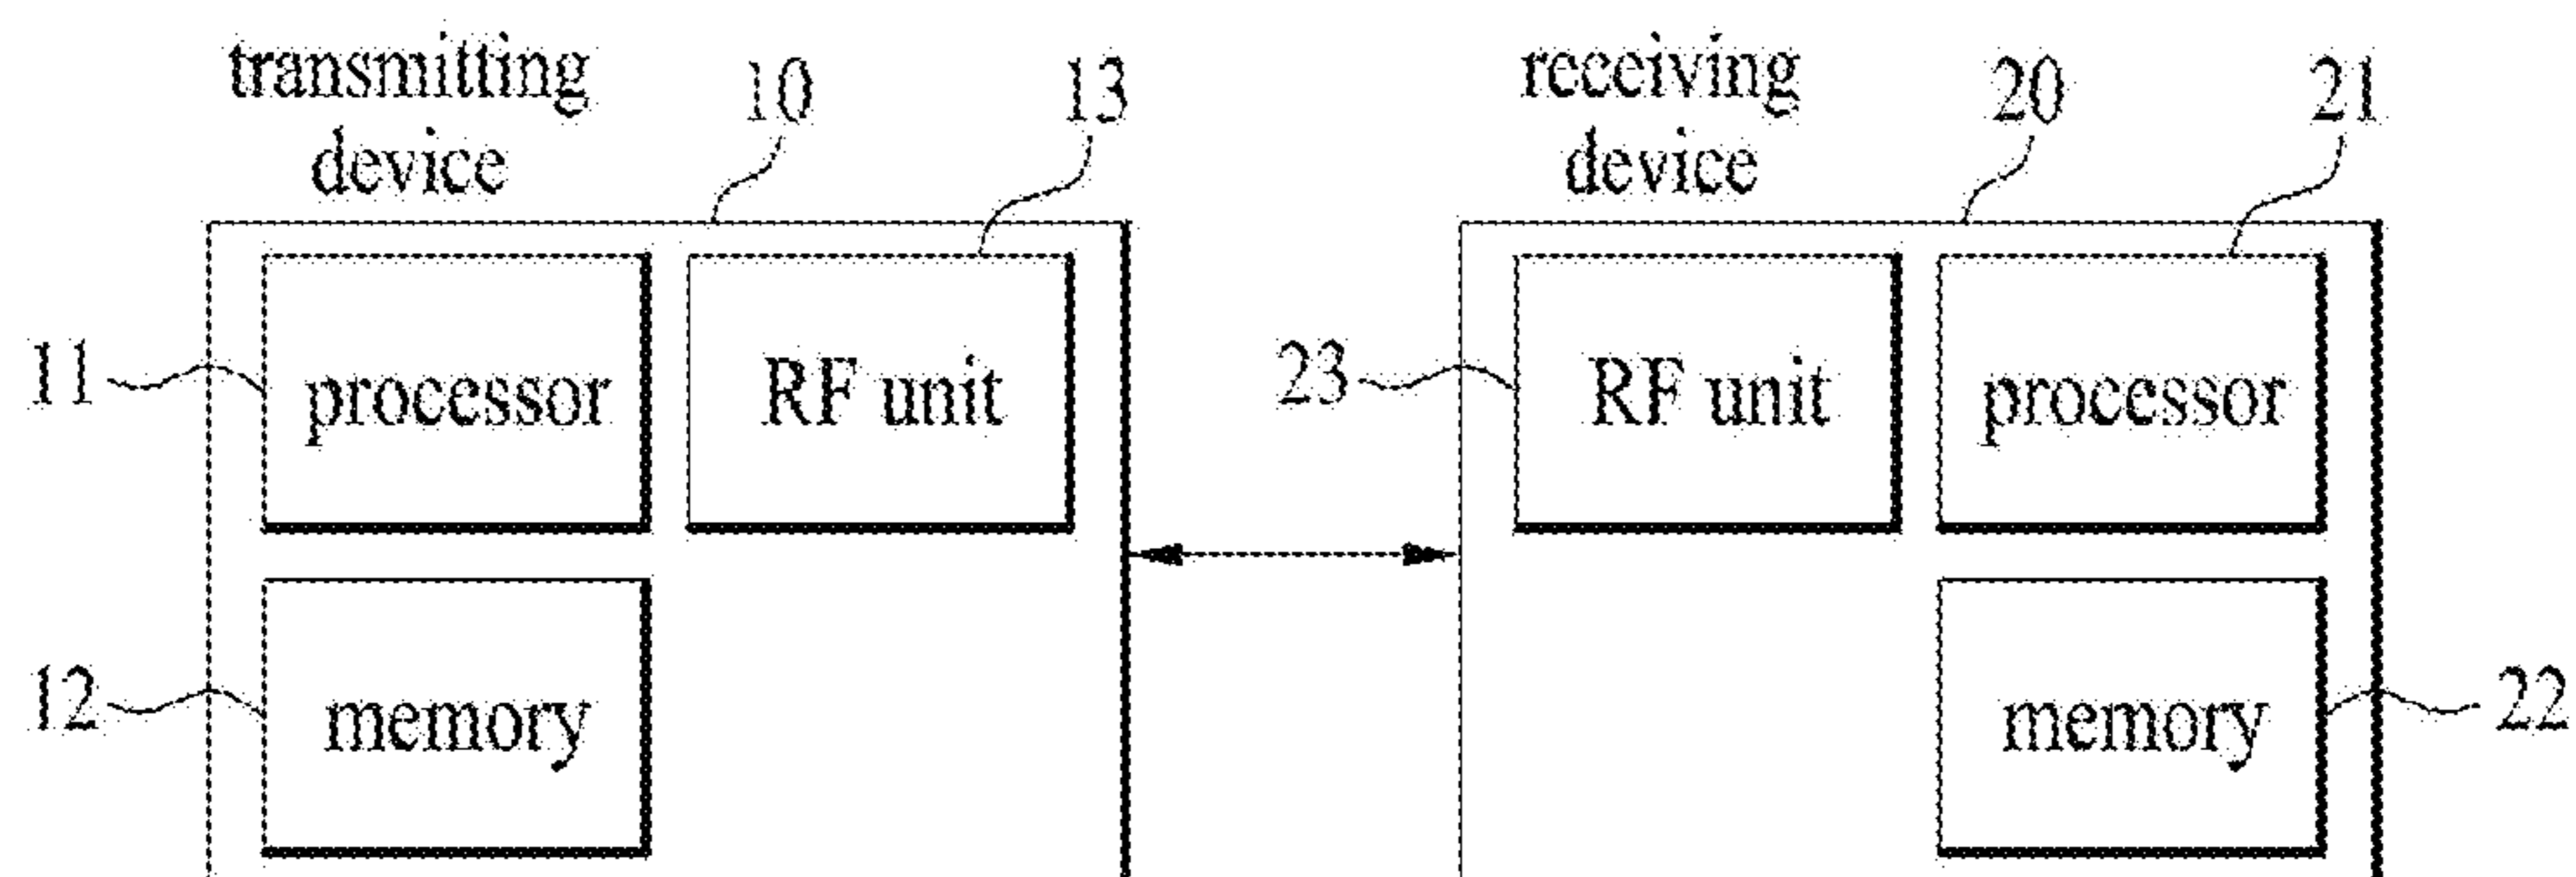 transmitting
device
10
13
receiving
device
20
21
11
processor
RF unit
23
RF unit
processor
12
memory
memory
22